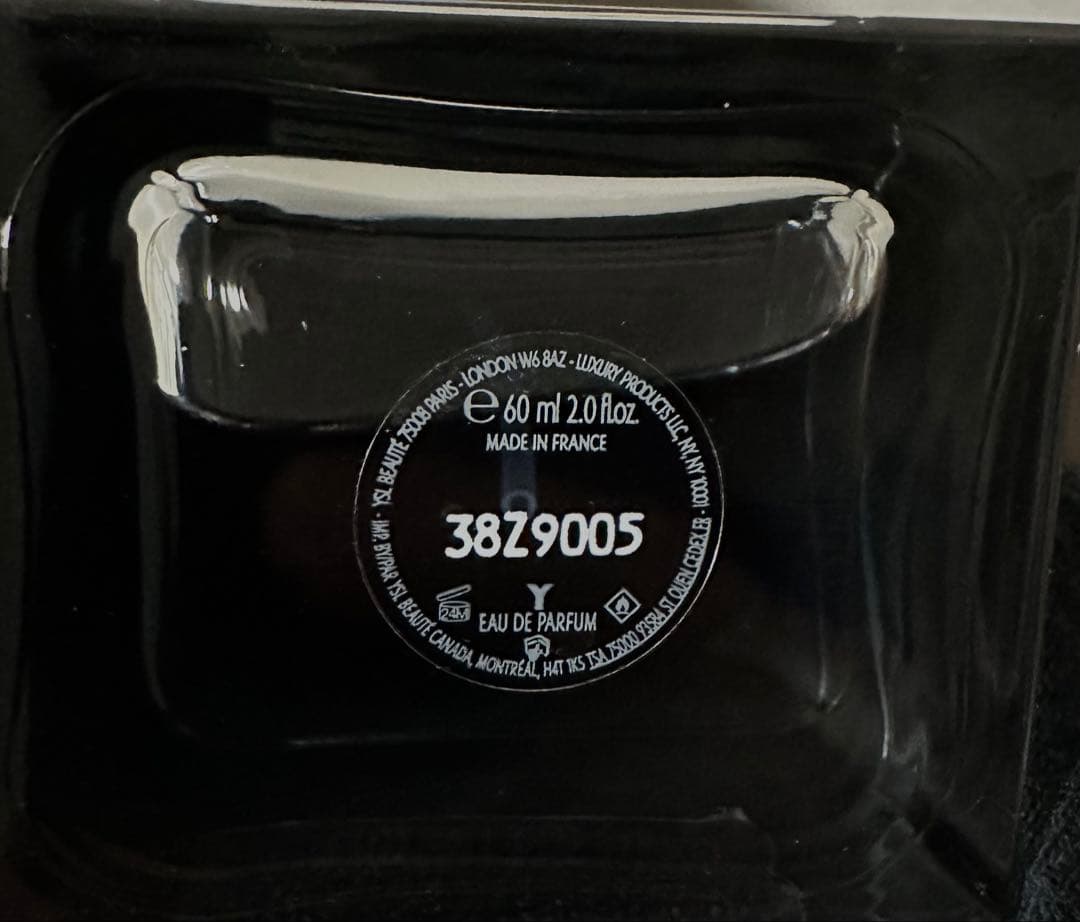 YSL BEAUTÉ 75008 PARIS - LONDON W6 8AZ - LUXURY PRODUCTS LLC, NY, NY 10001 - TSA 75000 93584 ST OUEN CEDEX. FR - IMP. BY/PAR YSL BEAUTÉ CANADA, MONTRÉAL, H4T 1K5
e 60 ml 2.0 fl.oz.
MADE IN FRANCE
38Z9005
24M
Y
EAU DE PARFUM